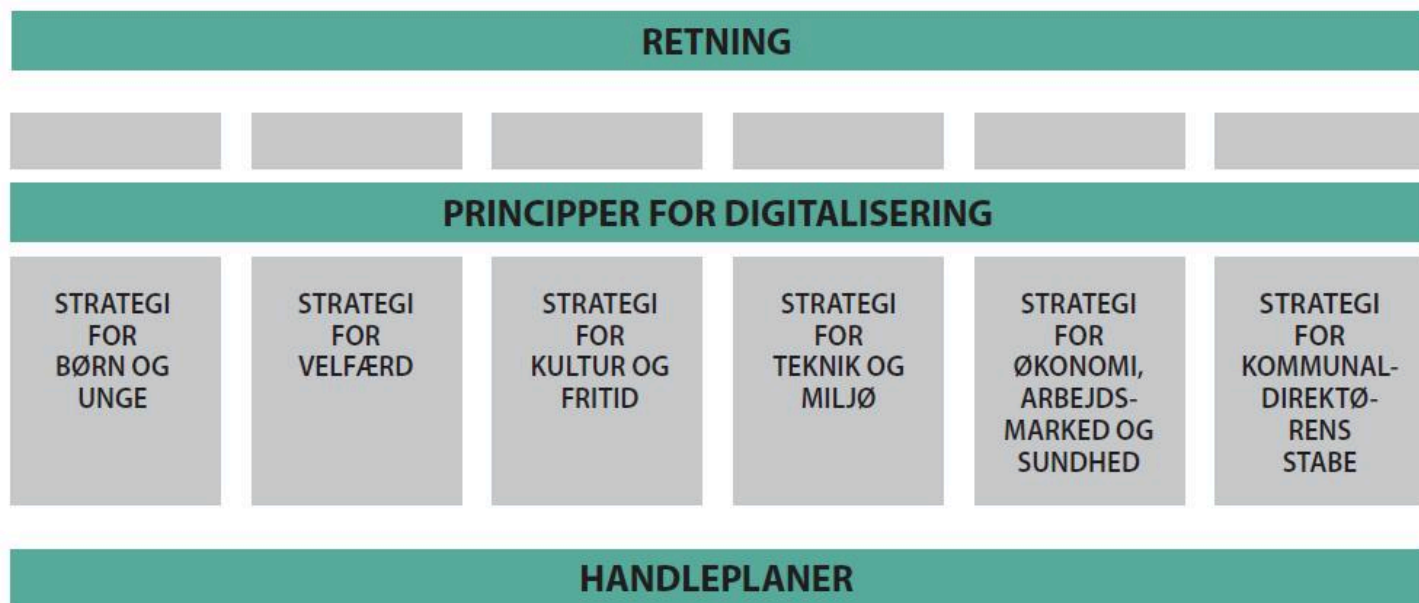 RETNING
PRINCIPPER FOR DIGITALISERING
STRATEGI
FOR
BØRN OG
UNGE
STRATEGI
FOR
VELFÆRD
STRATEGI
FOR
KULTUR OG
FRITID
STRATEGI
FOR
TEKNIK OG
MILJØ
STRATEGI
FOR
ØKONOMI,
ARBEJDS-
MARKED OG
SUNDHED
STRATEGI
FOR
KOMMUNAL-
DIREKTØ-
RENS
STABE
HANDLEPLANER